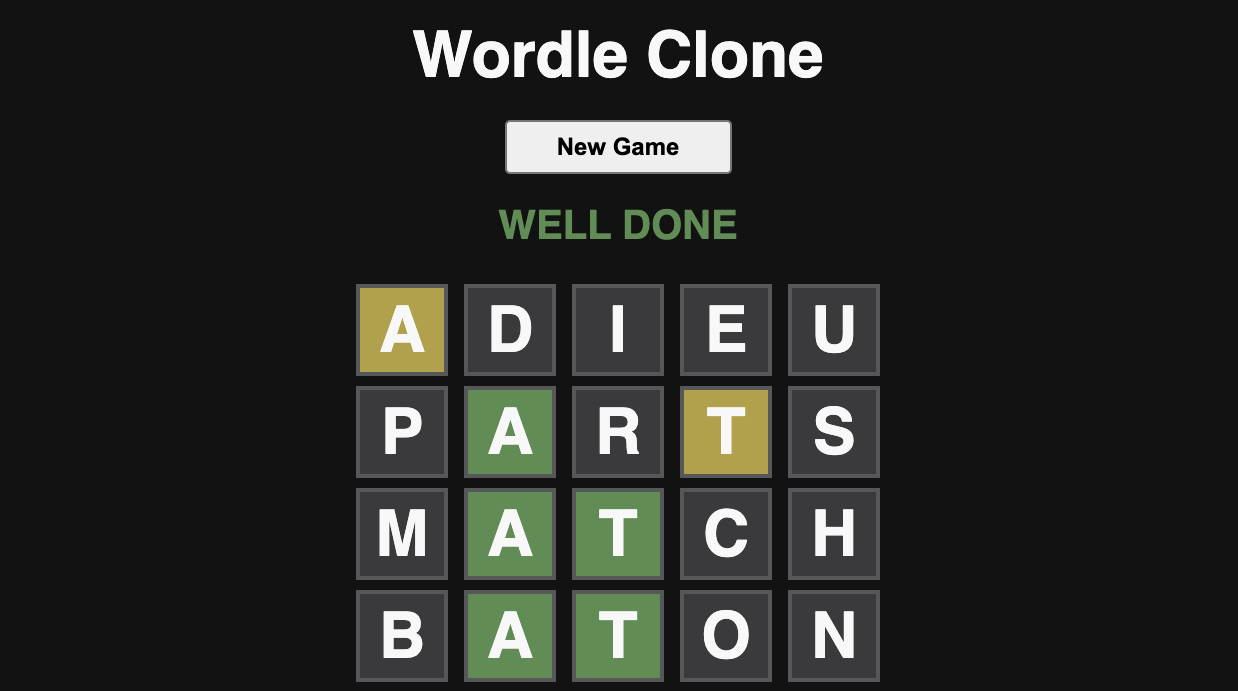 Wordle Clone
New Game
WELL DONE
A D I E U
P A R T S
M A T C H
B A T O N